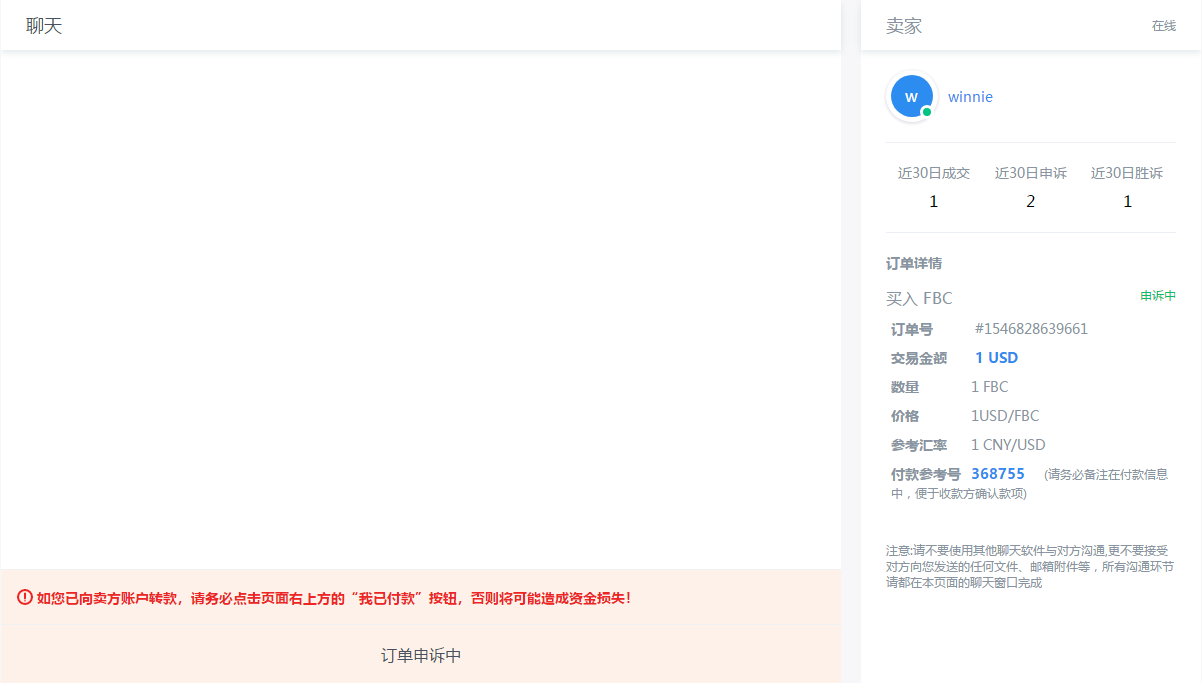 聊天
如您已向卖方账户转款，请务必点击页面右上方的“我已付款”按钮，否则将可能造成资金损失！
订单申诉中
卖家
在线
w
winnie
近30日成交 近30日申诉 近30日胜诉
1 2 1
订单详情
买入 FBC 申诉中
订单号 #1546828639661
交易金额 1 USD
数量 1 FBC
价格 1USD/FBC
参考汇率 1 CNY/USD
付款参考号 368755 (请务必备注在付款信息
中，便于收款方确认款项)
注意:请不要使用其他聊天软件与对方沟通,更不要接受
对方向您发送的任何文件、邮箱附件等，所有沟通环节
请都在本页面的聊天窗口完成